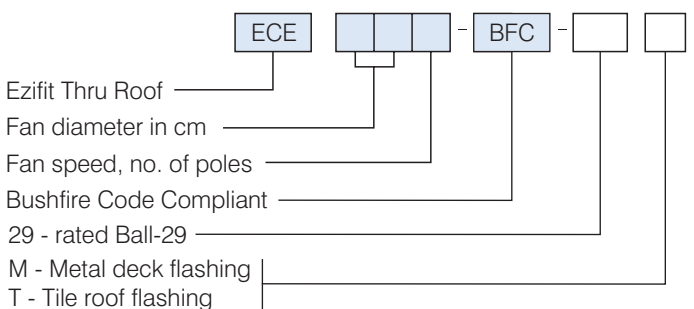 ECE - BFC -
Ezifit Thru Roof
Fan diameter in cm
Fan speed, no. of poles
Bushfire Code Compliant
29 - rated Ball-29
M - Metal deck flashing
T - Tile roof flashing